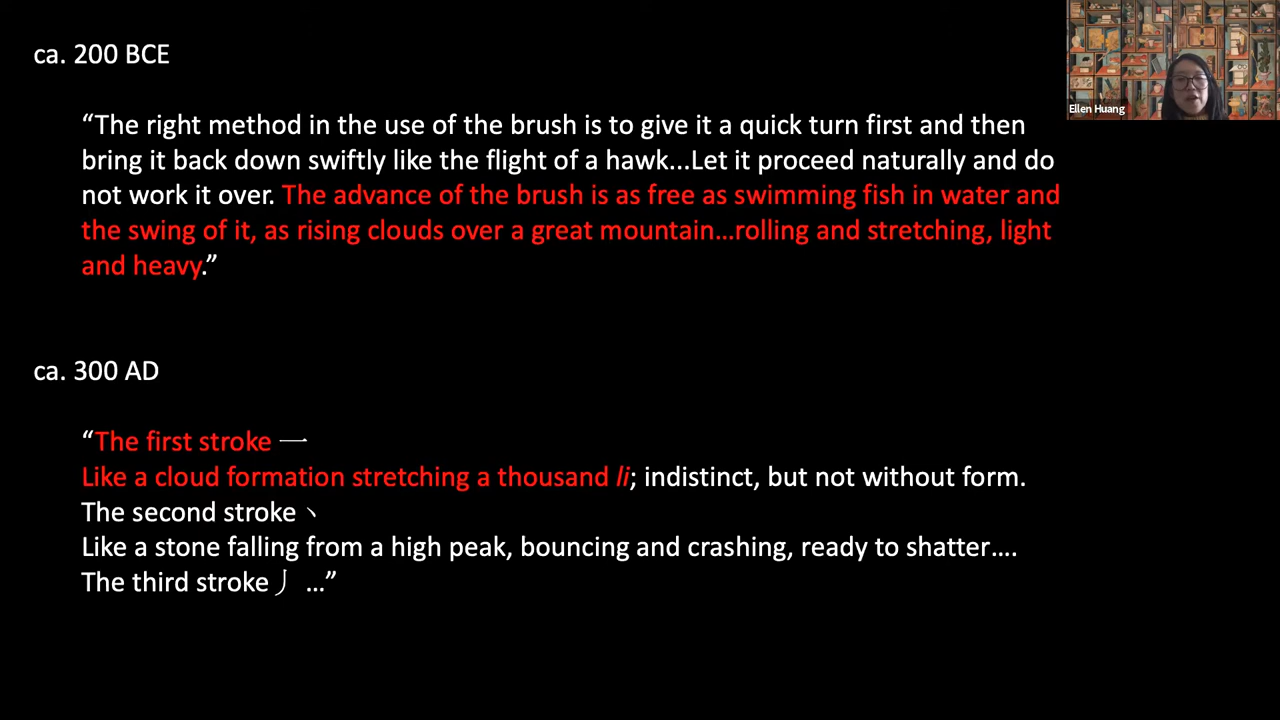 ca. 200 BCE
“The right method in the use of the brush is to give it a quick turn first and then
bring it back down swiftly like the flight of a hawk...Let it proceed naturally and do
not work it over. The advance of the brush is as free as swimming fish in water and
the swing of it, as rising clouds over a great mountain...rolling and stretching, light
and heavy.”
Ellen Huang
ca. 300 AD
“The first stroke 一
Like a cloud formation stretching a thousand li; indistinct, but not without form.
The second stroke 丶
Like a stone falling from a high peak, bouncing and crashing, ready to shatter....
The third stroke 丿 ...”